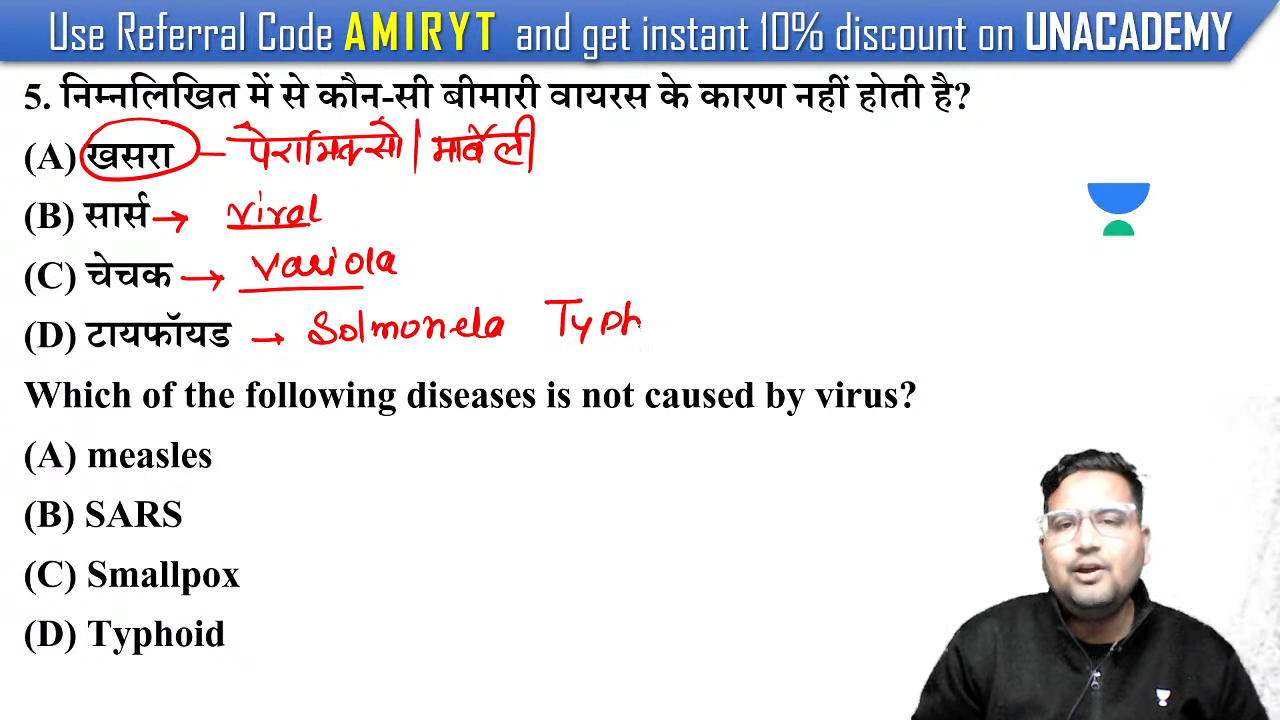 Use Referral Code AMIRYT and get instant 10% discount on UNACADEMY
5. निम्नलिखित में से कौन-सी बीमारी वायरस के कारण नहीं होती है?
(A) खसरा – पेरामिक्सो | मार्बेली
(B) सार्स → viral
(C) चेचक → Variola
(D) टायफॉयड → Solmonela Typh
Which of the following diseases is not caused by virus?
(A) measles
(B) SARS
(C) Smallpox
(D) Typhoid